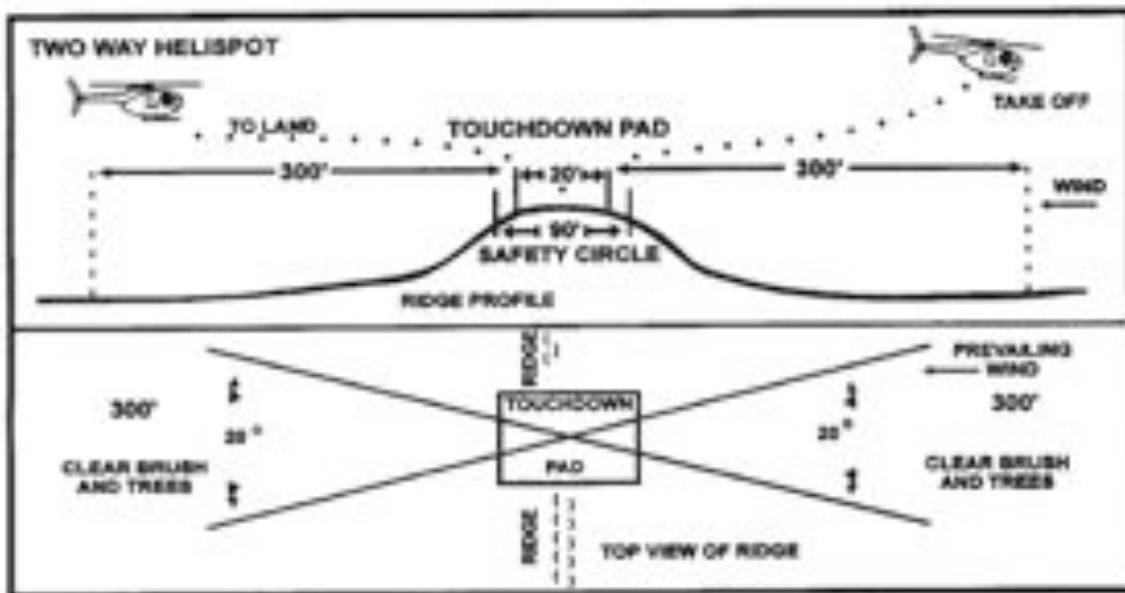 TWO WAY HELISPOT
TAKE OFF
TO LAND
TOUCHDOWN PAD
300'
20'
300'
WIND
90'
SAFETY CIRCLE
RIDGE PROFILE
RIDGE
PREVAILING
WIND
300'
TOUCHDOWN
300'
20°
20°
CLEAR BRUSH
AND TREES
PAD
CLEAR BRUSH
AND TREES
RIDGE
TOP VIEW OF RIDGE